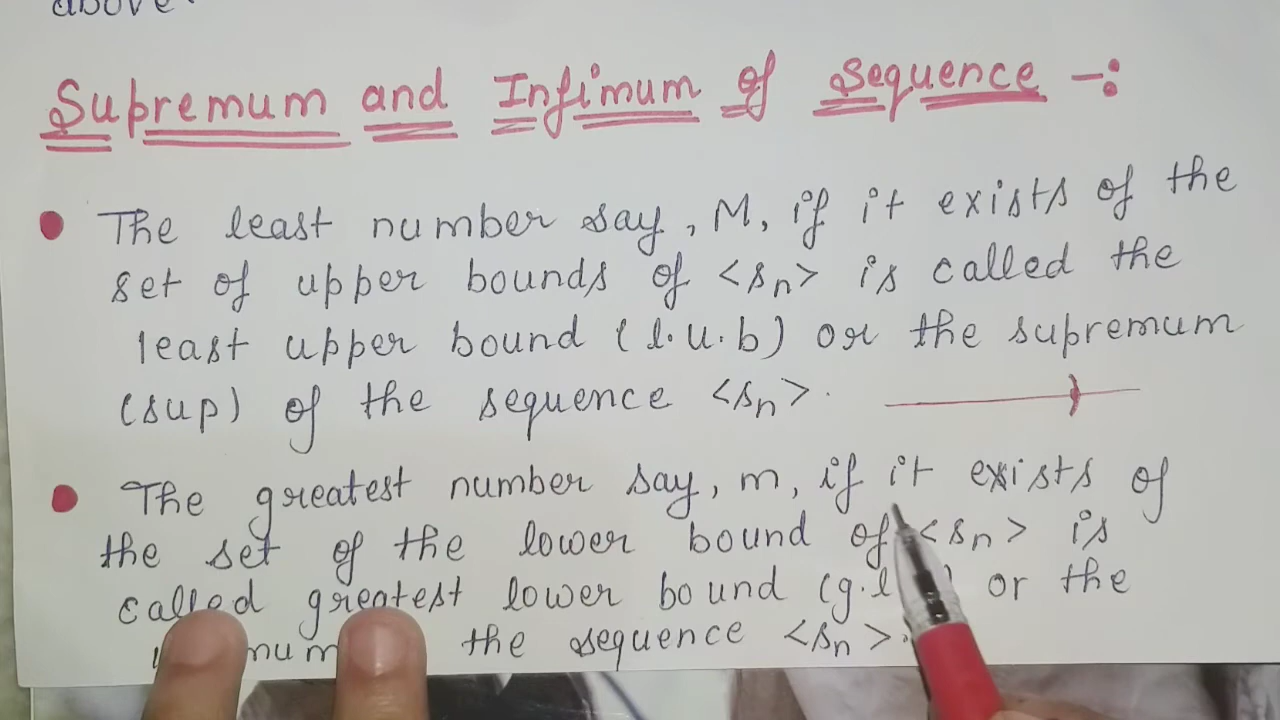 above.
Supremum and Infimum of Sequence -:
The least number say, M, if it exists of the
set of upper bounds of <sn> is called the
least upper bound (l.u.b) or the supremum
(sup) of the sequence <sn>.
The greatest number say, m, if it exists of
the set of the lower bound of <sn> is
called greatest lower bound (g.l ) or the
the sequence <sn>.